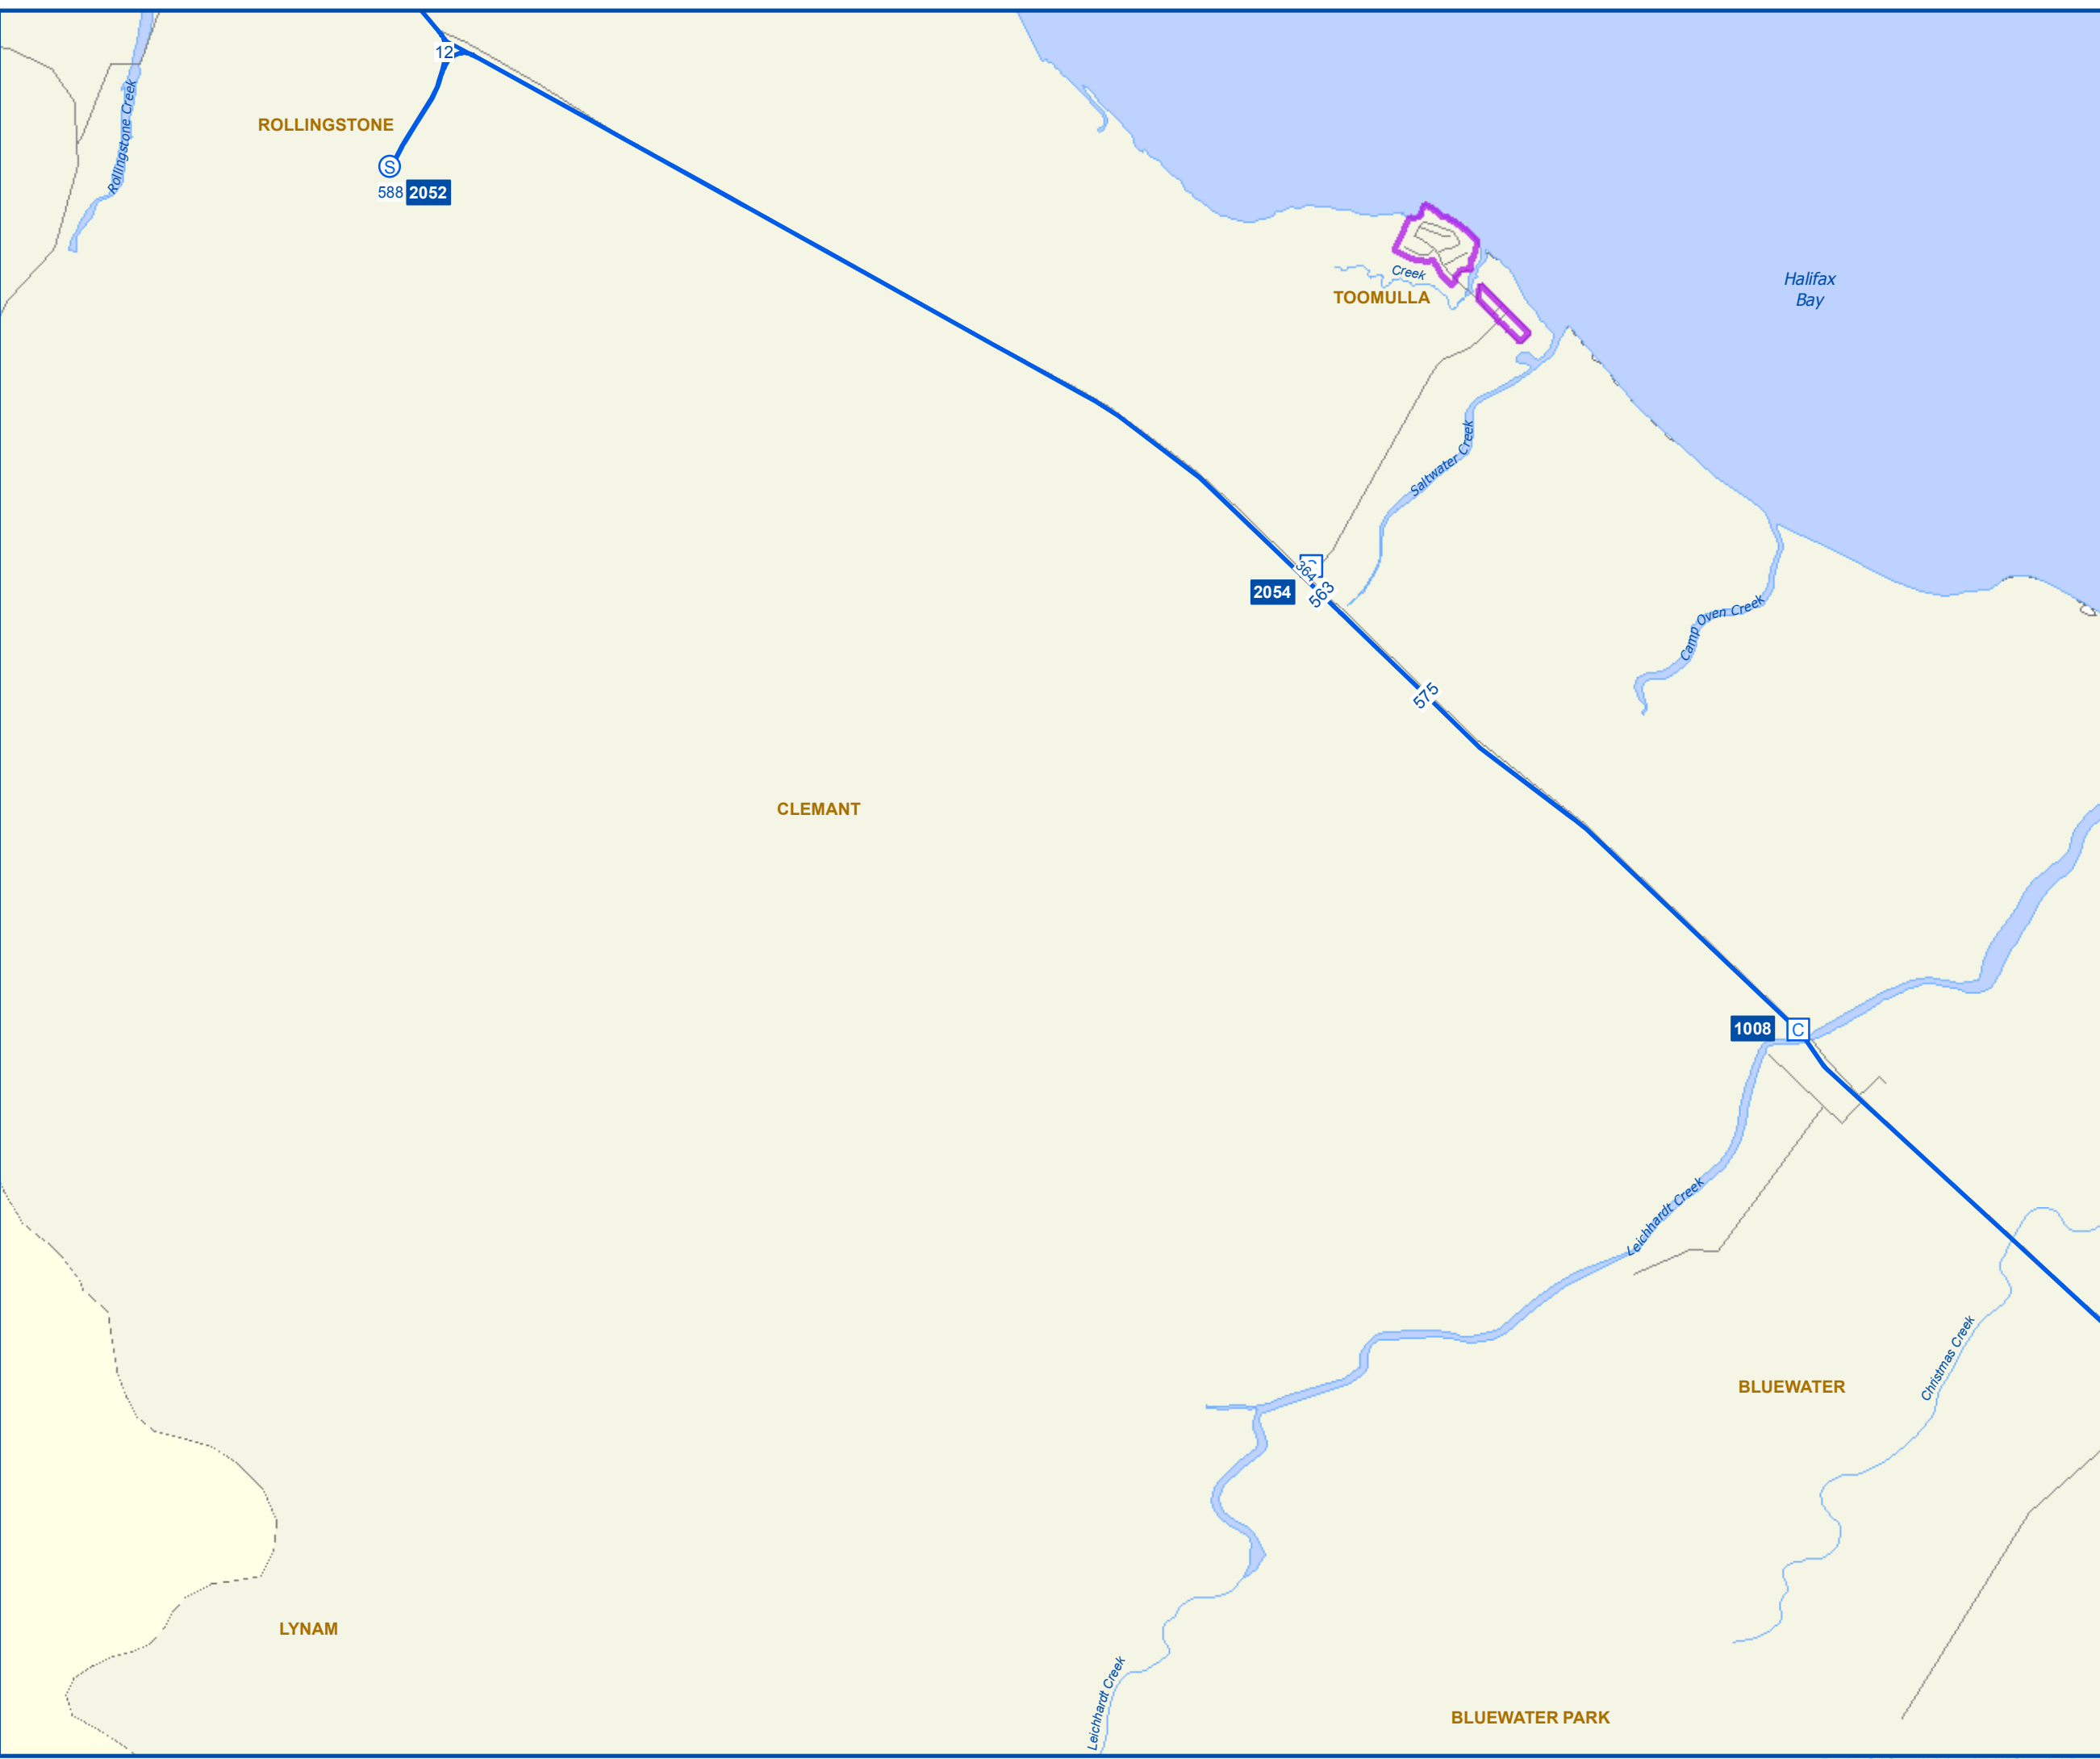 12
Rollingstone Creek
ROLLINGSTONE
S
588 2052
Creek
TOOMULLA
Halifax
Bay
Saltwater Creek
364
2054
563
Camp Oven Creek
575
CLEMANT
1008 C
Leichhardt Creek
Christmas Creek
BLUEWATER
LYNAM
Leichhardt Creek
BLUEWATER PARK